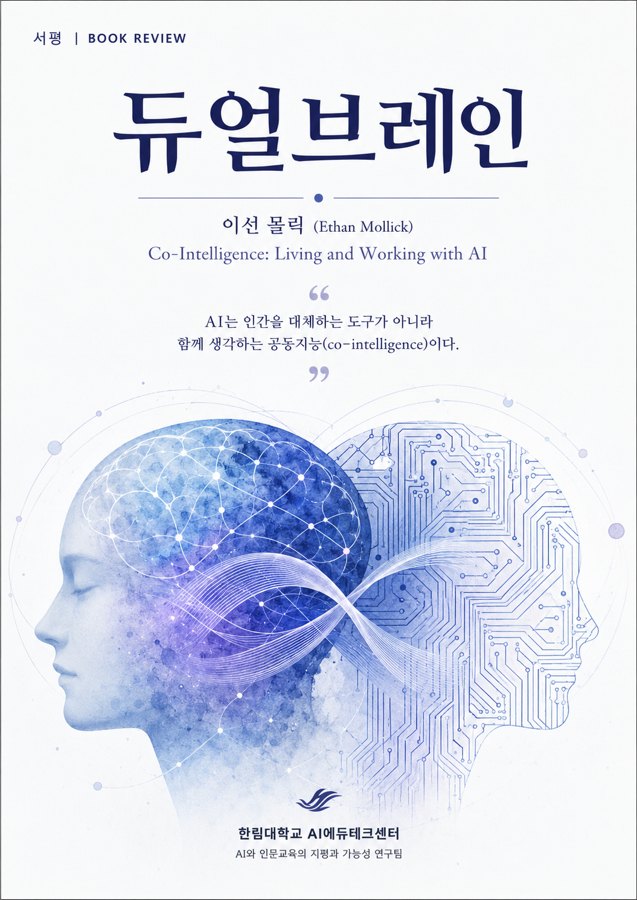 서평 | BOOK REVIEW
듀얼브레인
이선 몰릭 (Ethan Mollick)
Co-Intelligence: Living and Working with AI
“
AI는 인간을 대체하는 도구가 아니라
함께 생각하는 공동지능(co-intelligence)이다.
”
한림대학교 AI에듀테크센터
AI와 인문교육의 지평과 가능성 연구팀